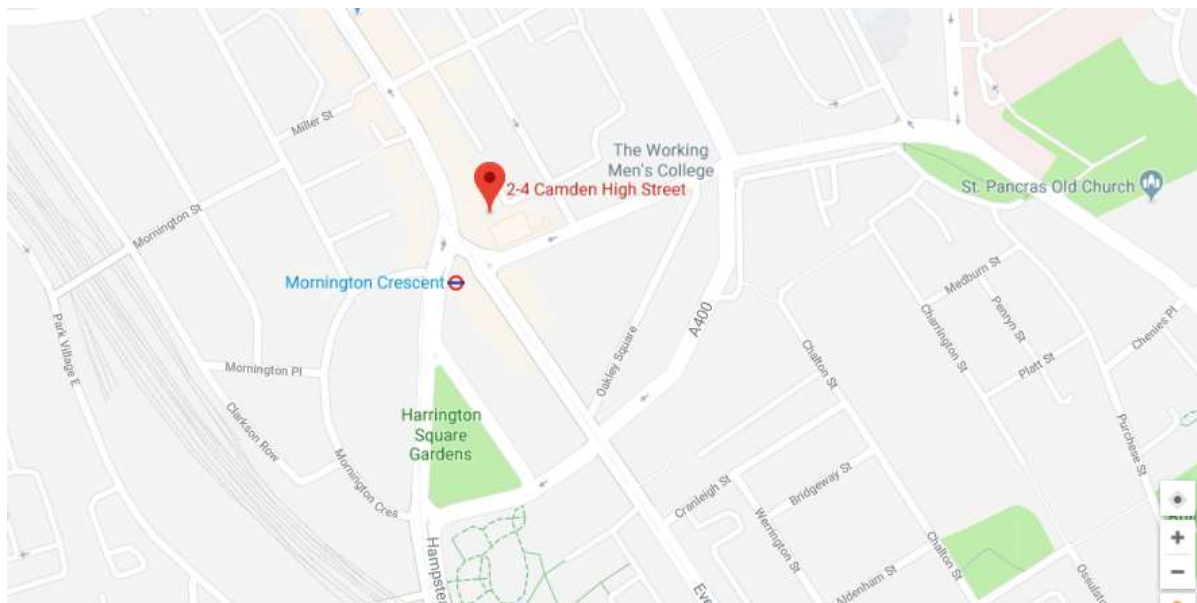 Miller St
The Working
Men's College
2-4 Camden High Street
St. Pancras Old Church
Mornington St
Mornington Crescent
Medburn St
Penryn St
Charrington St
Chenies Pl
A400
Park Village E
Oakley Square
Chalton St
Platt St
Mornington Pl
Clarkson Row
Harrington
Square
Gardens
Purchese St
Mornington Cres
Bridgeway St
Cranleigh St
Werrington St
Chalton St
Hampste
Eve
Aldenham St
Ossulste
+
−